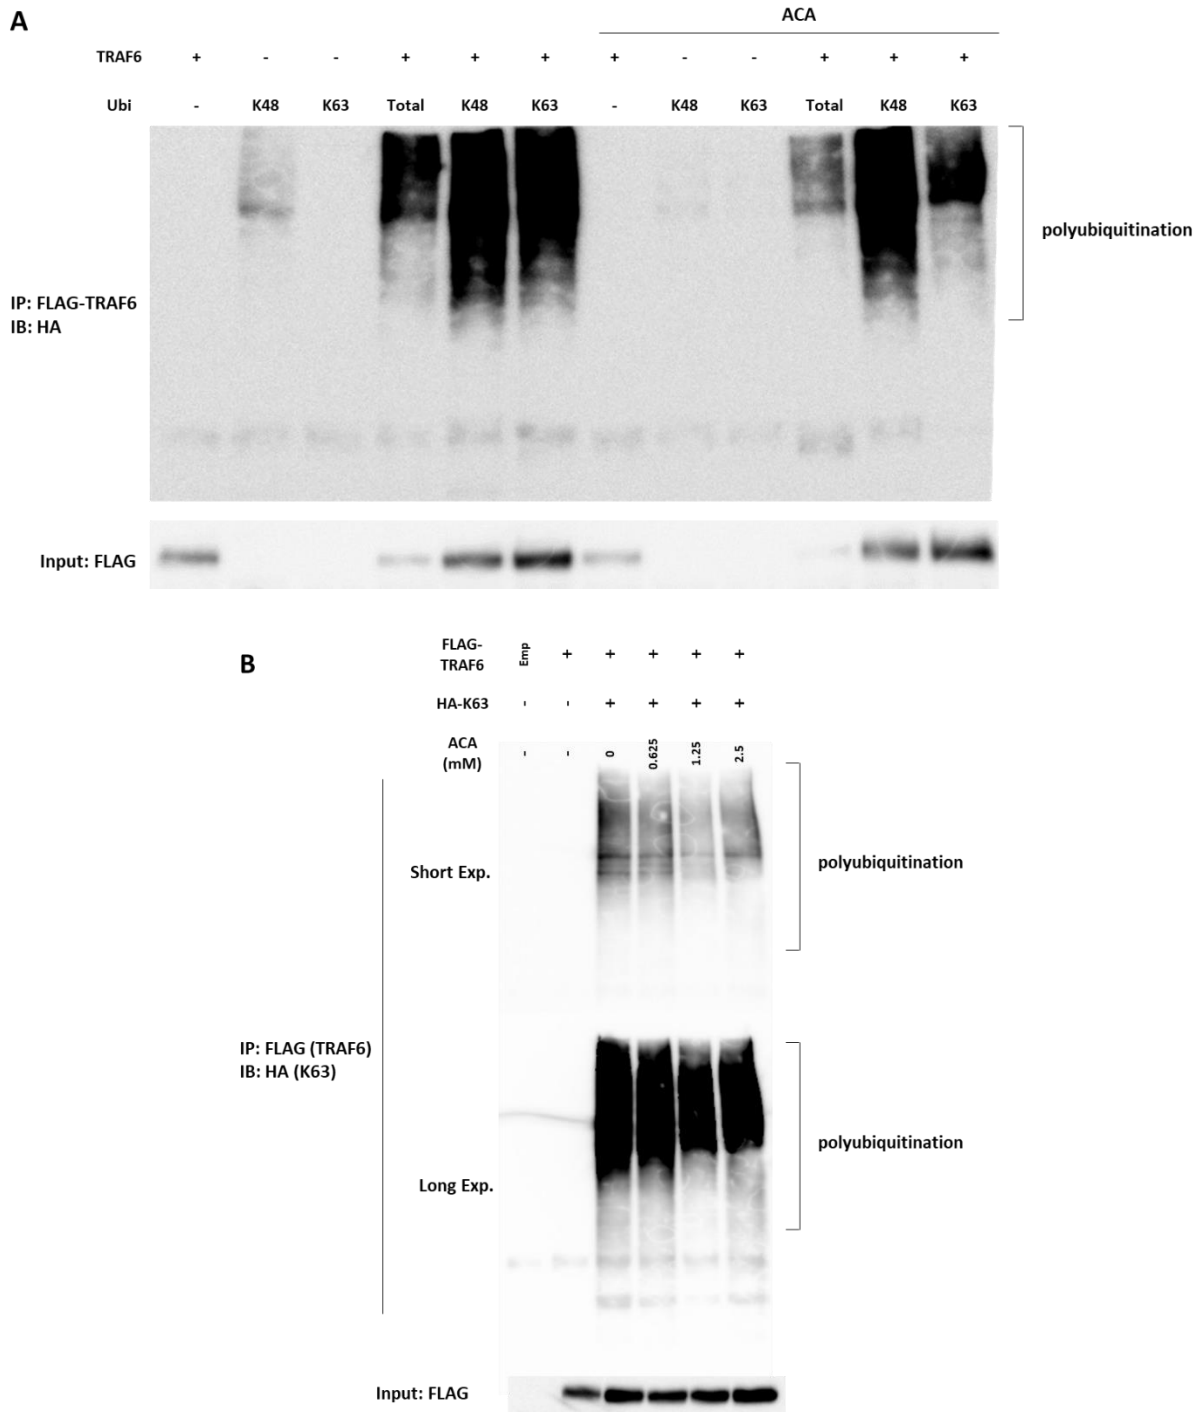 A
ACA
TRAF6 + - - + + + + - - + + +
Ubi - K48 K63 Total K48 K63 - K48 K63 Total K48 K63
polyubiquitination
IP: FLAG-TRAF6
IB: HA
Input: FLAG
B
FLAG-
TRAF6
Emp + + + + +
HA-K63 - - + + + +
ACA
(mM)
- - 0 0.625 1.25 2.5
Short Exp.
polyubiquitination
IP: FLAG (TRAF6)
IB: HA (K63)
polyubiquitination
Long Exp.
Input: FLAG